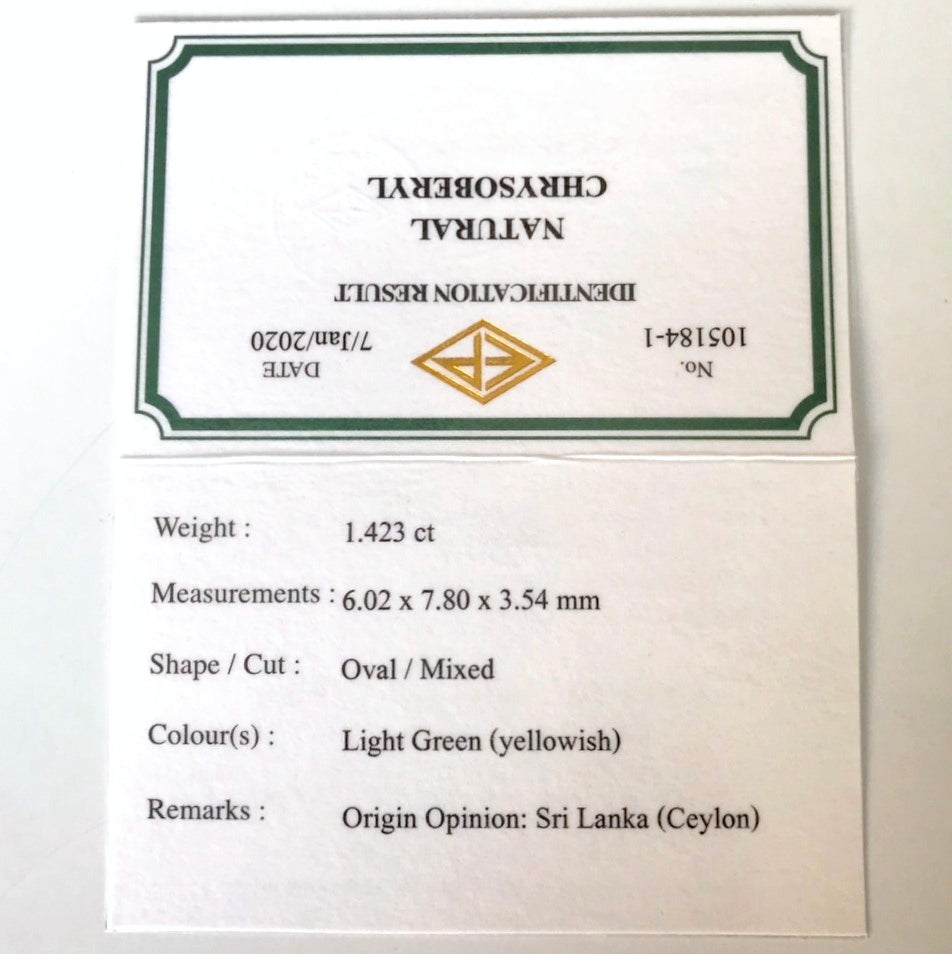 No.
DATE
105184-1
7/Jan/2020
IDENTIFICATION RESULT
NATURAL
CHRYSOBERYL
Weight : 1.423 ct
Measurements : 6.02 x 7.80 x 3.54 mm
Shape / Cut : Oval / Mixed
Colour(s) : Light Green (yellowish)
Remarks : Origin Opinion: Sri Lanka (Ceylon)